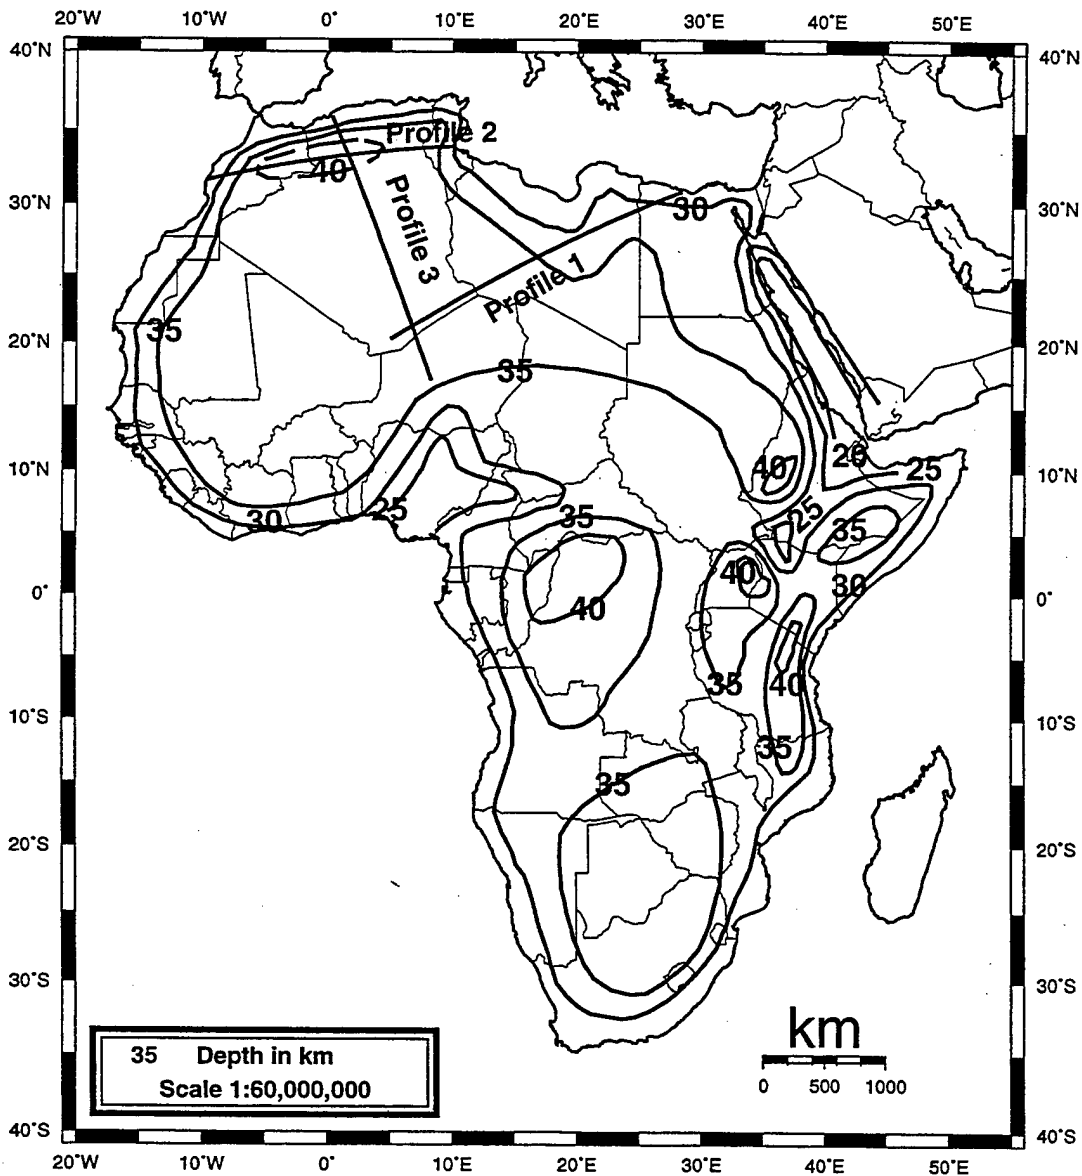 20°W 10°W 0° 10°E 20°E 30°E 40°E 50°E
40°N 40°N
Profile 2
40
30°N 30°N
30
Profile 3
Profile 1
35
20°N 20°N
35
40
20
25
10°N 10°N
30
25
35
25
35
40
30
0° 0°
40
35
40
10°S 10°S
35
35
20°S 20°S
30°S 30°S
km
0 500 1000
35 Depth in km
Scale 1:60,000,000
40°S 40°S
20°W 10°W 0° 10°E 20°E 30°E 40°E 50°E